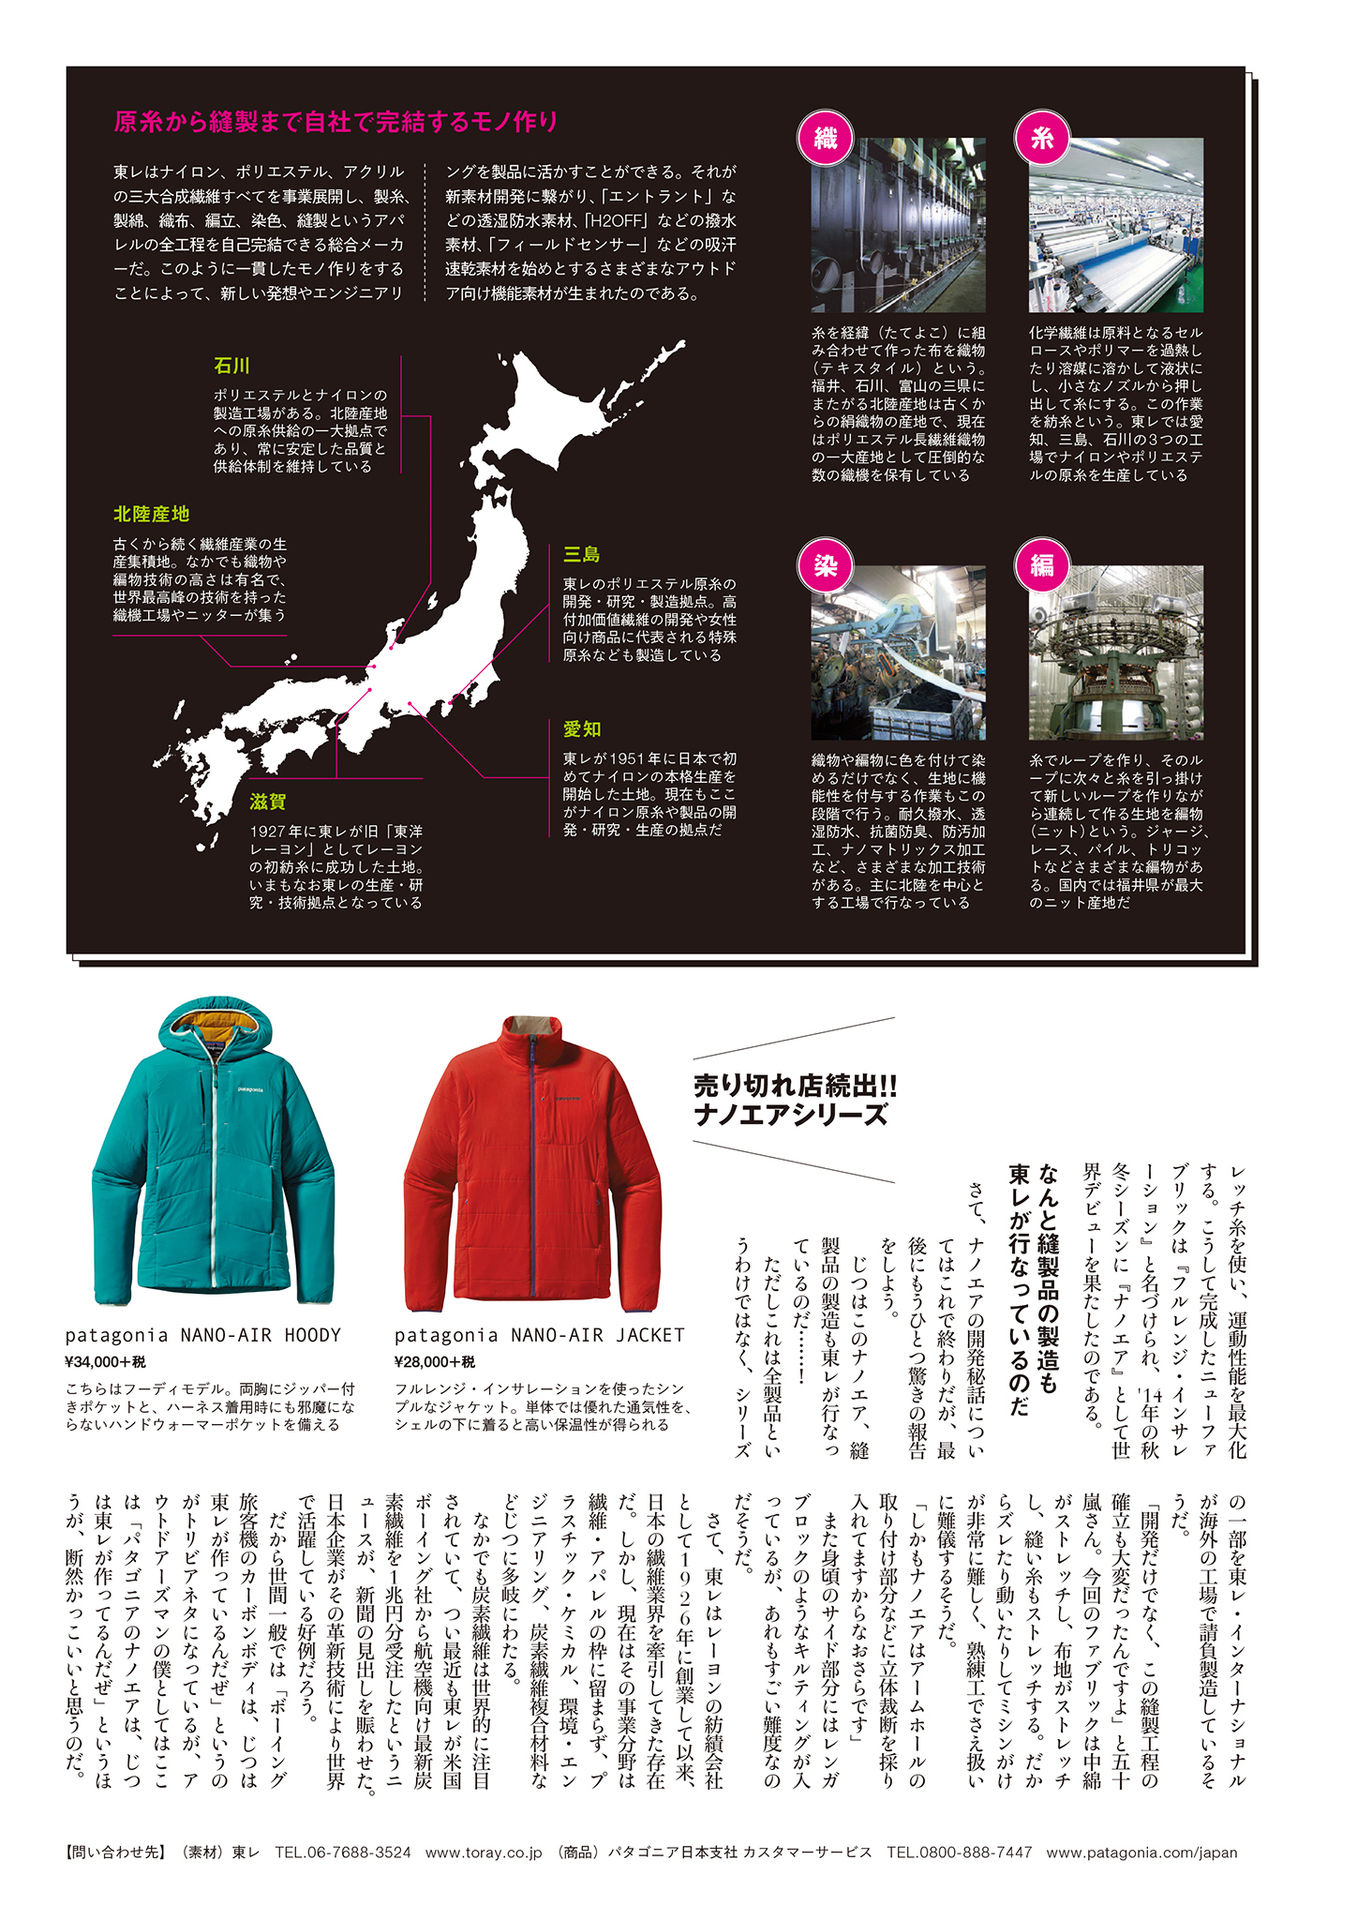 原糸から縫製まで自社で完結するモノ作り
東レはナイロン、ポリエステル、アクリル
の三大合成繊維すべてを事業展開し、製糸、
製綿、織布、編立、染色、縫製というアパ
レルの全工程を自己完結できる総合メーカ
ーだ。このように一貫したモノ作りをする
ことによって、新しい発想やエンジニアリ
ングを製品に活かすことができる。それが
新素材開発に繋がり、「エントラント」な
どの透湿防水素材、「H2OFF」などの撥水
素材、「フィールドセンサー」などの吸汗
速乾素材を始めとするさまざまなアウトド
ア向け機能素材が生まれたのである。
石川
ポリエステルとナイロンの
製造工場がある。北陸産地
への原糸供給の一大拠点で
あり、常に安定した品質と
供給体制を維持している
北陸産地
古くから続く繊維産業の生
産集積地。なかでも織物や
編物技術の高さは有名で、
世界最高峰の技術を持った
織機工場やニッターが集う
三島
東レのポリエステル原糸の
開発・研究・製造拠点。高
付加価値繊維の開発や女性
向け商品に代表される特殊
原糸なども製造している
愛知
東レが1951年に日本で初
めてナイロンの本格生産を
開始した土地。現在もここ
がナイロン原糸や製品の開
発・研究・生産の拠点だ
滋賀
1927年に東レが旧「東洋
レーヨン」としてレーヨン
の初紡糸に成功した土地。
いまもなお東レの生産・研
究・技術拠点となっている
織
糸を経緯（たてよこ）に組
み合わせて作った布を織物
（テキスタイル）という。
福井、石川、富山の三県に
またがる北陸産地は古くか
らの絹織物の産地で、現在
はポリエステル長繊維織物
の一大産地として圧倒的な
数の織機を保有している
糸
化学繊維は原料となるセル
ロースやポリマーを過熱し
たり溶媒に溶かして液状に
し、小さなノズルから押し
出して糸にする。この作業
を紡糸という。東レでは愛
知、三島、石川の3つの工
場でナイロンやポリエステ
ルの原糸を生産している
染
織物や編物に色を付けて染
めるだけでなく、生地に機
能性を付与する作業もこの
段階で行う。耐久撥水、透
湿防水、抗菌防臭、防汚加
工、ナノマトリックス加工
など、さまざまな加工技術
がある。主に北陸を中心と
する工場で行なっている
編
糸でループを作り、そのル
ープに次々と糸を引っ掛け
て新しいループを作りなが
ら連続して作る生地を編物
（ニット）という。ジャージ、
レース、パイル、トリコッ
トなどさまざまな編物があ
る。国内では福井県が最大
のニット産地だ
売り切れ店続出!!
ナノエアシリーズ
patagonia
patagonia NANO-AIR HOODY
¥34,000+税
こちらはフーディモデル。両胸にジッパー付
きポケットと、ハーネス着用時にも邪魔にな
らないハンドウォーマーポケットを備える
patagonia NANO-AIR JACKET
¥28,000+税
フルレンジ・インサレーションを使ったシン
プルなジャケット。単体では優れた通気性を、
シェルの下に着ると高い保温性が得られる
レッチ糸を使い、運動性能を最大化
する。こうして完成したニューファ
ブリックは『フルレンジ・インサレ
ーション』と名づけられ、'14年の秋
冬シーズンに『ナノエア』として世
界デビューを果たしたのである。
なんと縫製品の製造も
東レが行なっているのだ
さて、ナノエアの開発秘話につい
てはこれで終わりだが、最
後にもうひとつ驚きの報告
をしよう。
じつはこのナノエア、縫
製品の製造も東レが行なっ
ているのだ……！
ただしこれは全製品とい
うわけではなく、シリーズ
の一部を東レ・インターナショナル
が海外の工場で請負製造しているそ
うだ。
「開発だけでなく、この縫製工程の
確立も大変だったんですよ」と五十
嵐さん。今回のファブリックは中綿
がストレッチし、布地がストレッチ
し、縫い糸もストレッチする。だか
らズレたり動いたりしてミシンがけ
が非常に難しく、熟練工でさえ扱い
に難儀するそうだ。
「しかもナノエアはアームホールの
取り付け部分などに立体裁断を採り
入れてますからなおさらです」
また身頃のサイド部分にはレンガ
ブロックのようなキルティングが入
っているが、あれもすごい難度なの
だそうだ。
さて、東レはレーヨンの紡績会社
として1926年に創業して以来、
日本の繊維業界を牽引してきた存在
だ。しかし、現在はその事業分野は
繊維・アパレルの枠に留まらず、プ
ラスチック・ケミカル、環境・エン
ジニアリング、炭素繊維複合材料な
どじつに多岐にわたる。
なかでも炭素繊維は世界的に注目
されていて、つい最近も東レが米国
ボーイング社から航空機向け最新炭
素繊維を1兆円分受注したというニ
ュースが、新聞の見出しを賑わせた。
日本企業がその革新技術により世界
で活躍している好例だろう。
だから世間一般では「ボーイング
旅客機のカーボンボディは、じつは
東レが作っているんだぜ」というの
がトリビアネタになっているが、ア
ウトドアーズマンの僕としてはここ
は「パタゴニアのナノエアは、じつ
は東レが作ってるんだぜ」というほ
うが、断然かっこいいと思うのだ。
【問い合わせ先】（素材）東レ　TEL.06-7688-3524　www.toray.co.jp　（商品）パタゴニア日本支社 カスタマーサービス　TEL.0800-888-7447　www.patagonia.com/japan